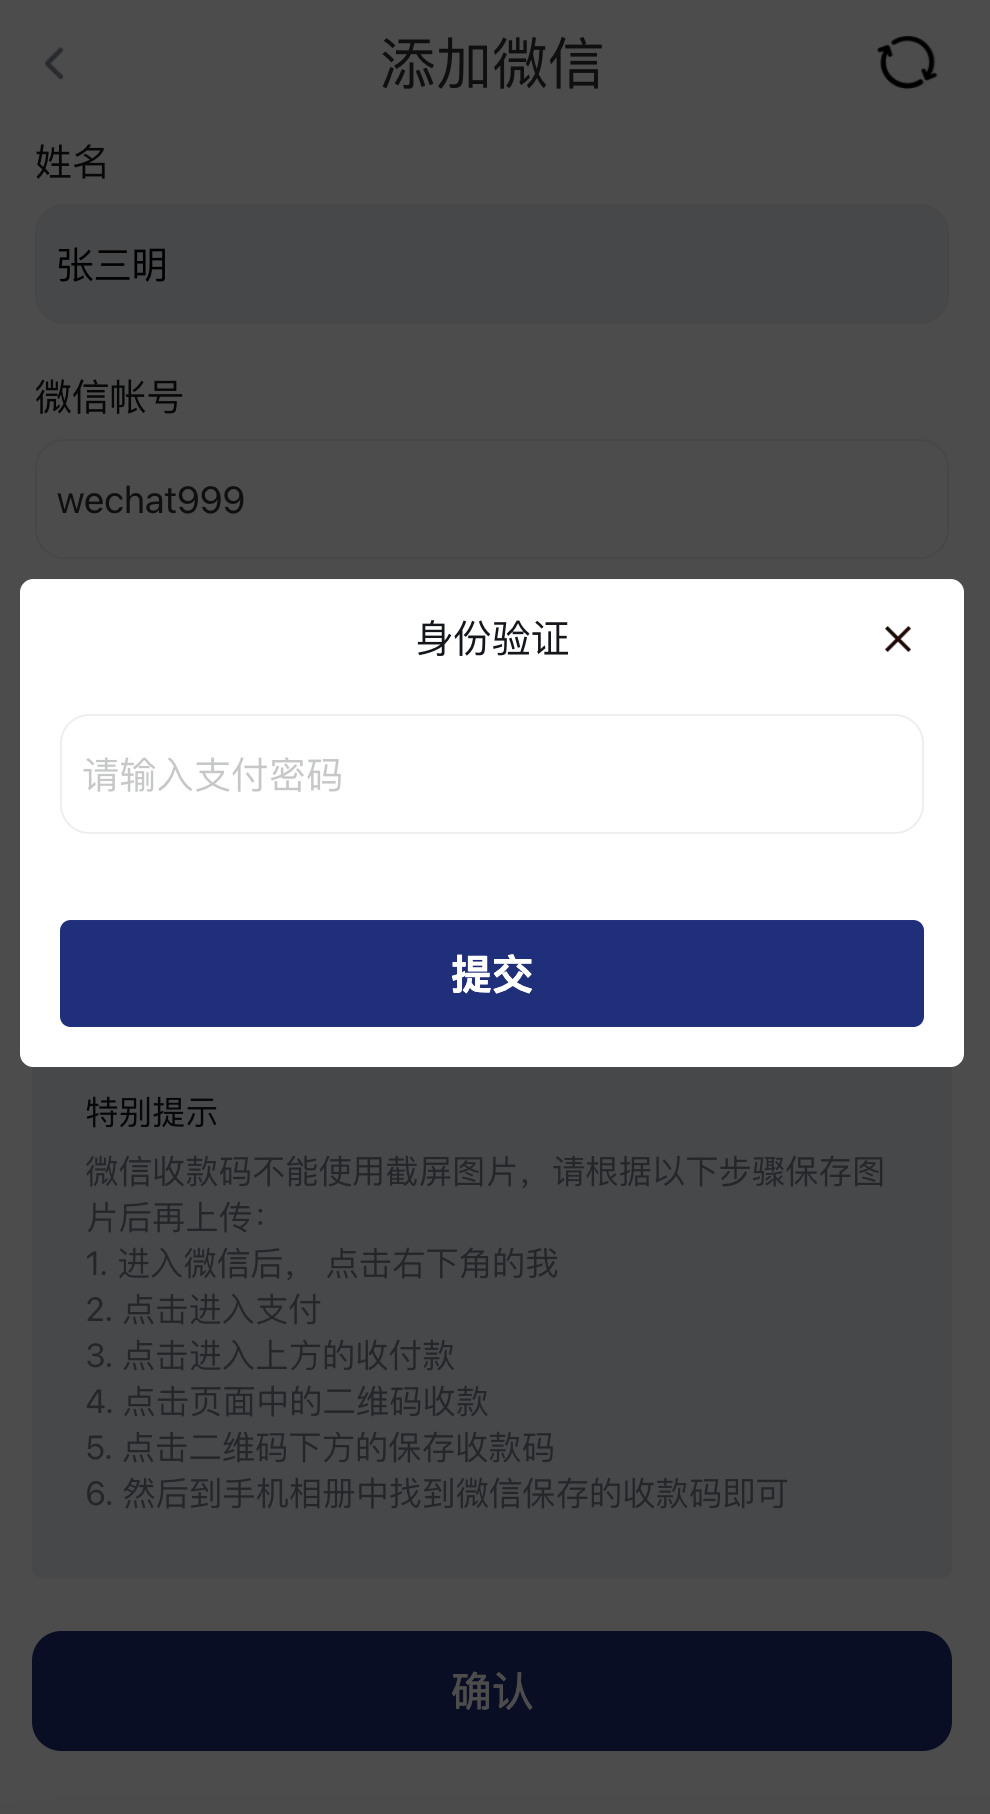 添加微信
姓名
张三明
微信帐号
wechat999
身份验证
请输入支付密码
提交
特别提示
微信收款码不能使用截屏图片，请根据以下步骤保存图
片后再上传：
1. 进入微信后， 点击右下角的我
2. 点击进入支付
3. 点击进入上方的收付款
4. 点击页面中的二维码收款
5. 点击二维码下方的保存收款码
6. 然后到手机相册中找到微信保存的收款码即可
确认